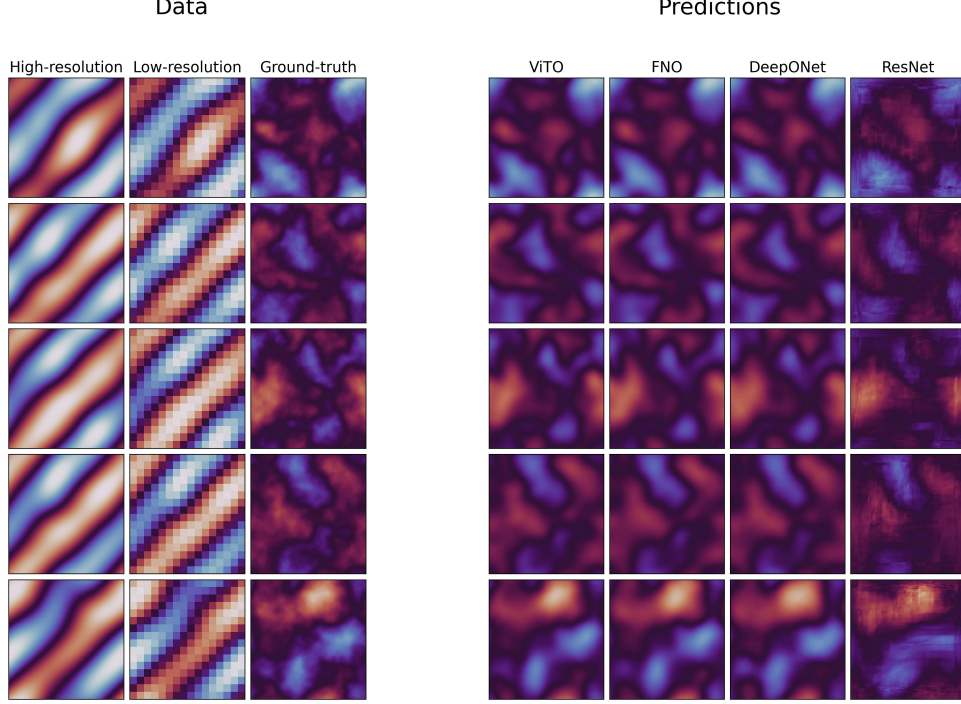 Data
Predictions
High-resolution
Low-resolution
Ground-truth
ViTO
FNO
DeepONet
ResNet